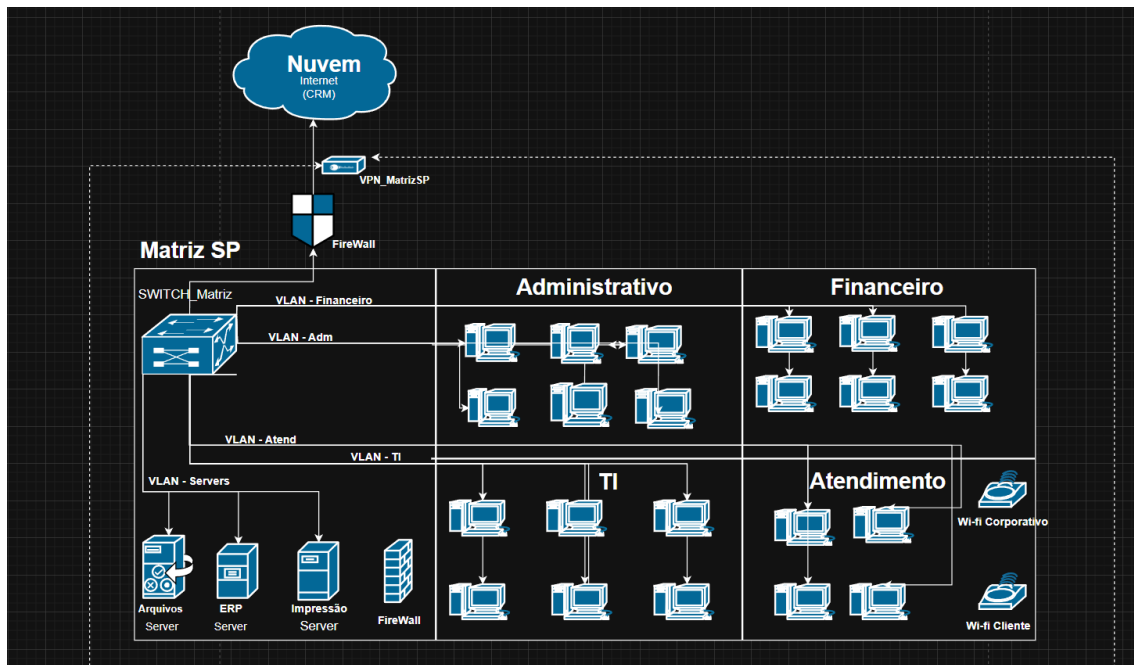 Nuvem
Internet
(CRM)
VPN_MatrizSP
FireWall
Matriz SP
SWITCH_Matriz
VLAN - Financeiro
VLAN - Adm
Administrativo
Financeiro
VLAN - Atend
VLAN - TI
VLAN - Servers
TI
Atendimento
Wi-fi Corporativo
Arquivos
Server
ERP
Server
Impressão
Server
FireWall
Wi-fi Cliente